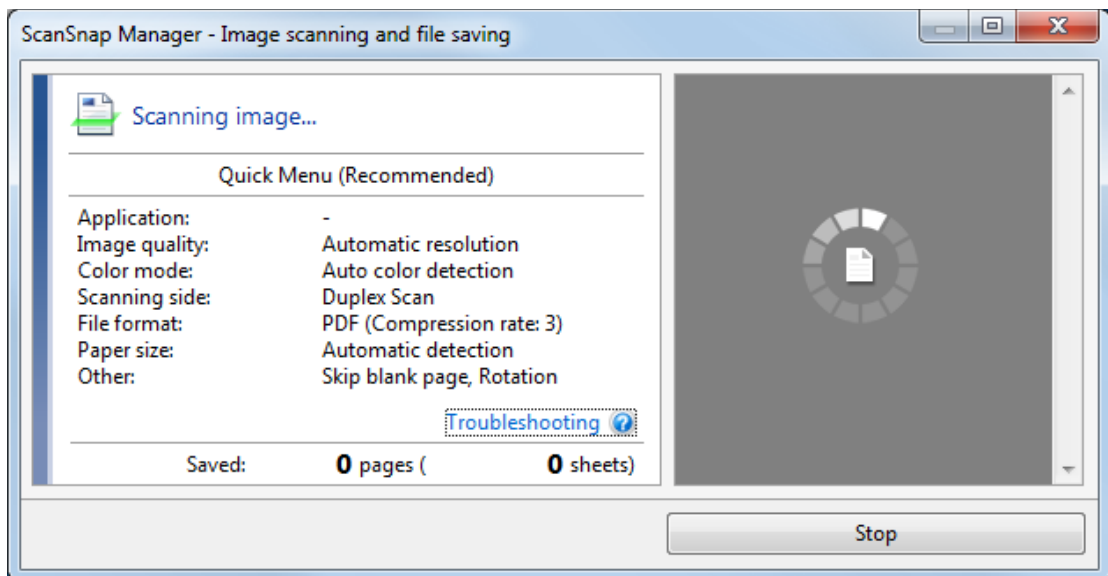 ScanSnap Manager - Image scanning and file saving
Scanning image...
Quick Menu (Recommended)
Application: -
Image quality: Automatic resolution
Color mode: Auto color detection
Scanning side: Duplex Scan
File format: PDF (Compression rate: 3)
Paper size: Automatic detection
Other: Skip blank page, Rotation
Troubleshooting
Saved: 0 pages ( 0 sheets)
Stop